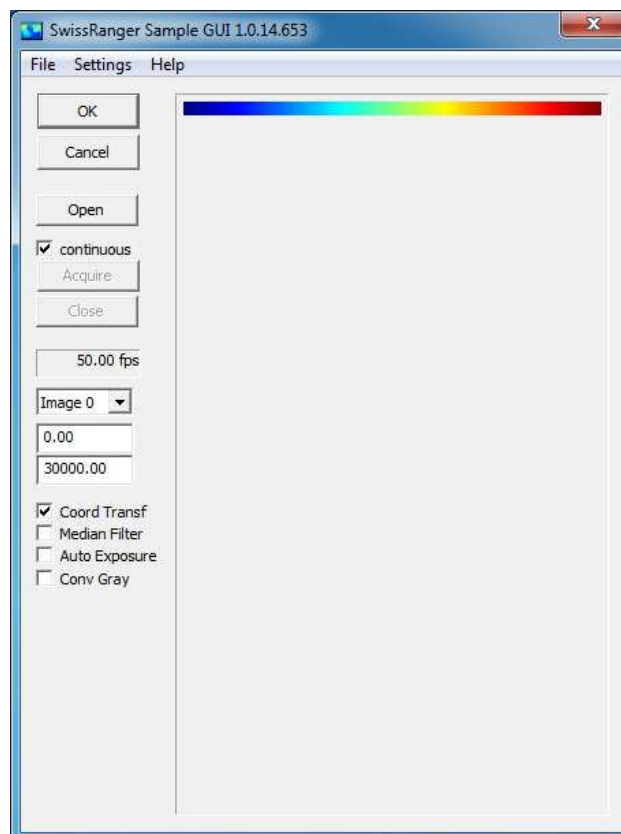 SwissRanger Sample GUI 1.0.14.653
File Settings Help
OK
Cancel
Open
continuous
Acquire
Close
50.00 fps
Image 0
0.00
30000.00
Coord Transf
Median Filter
Auto Exposure
Conv Gray